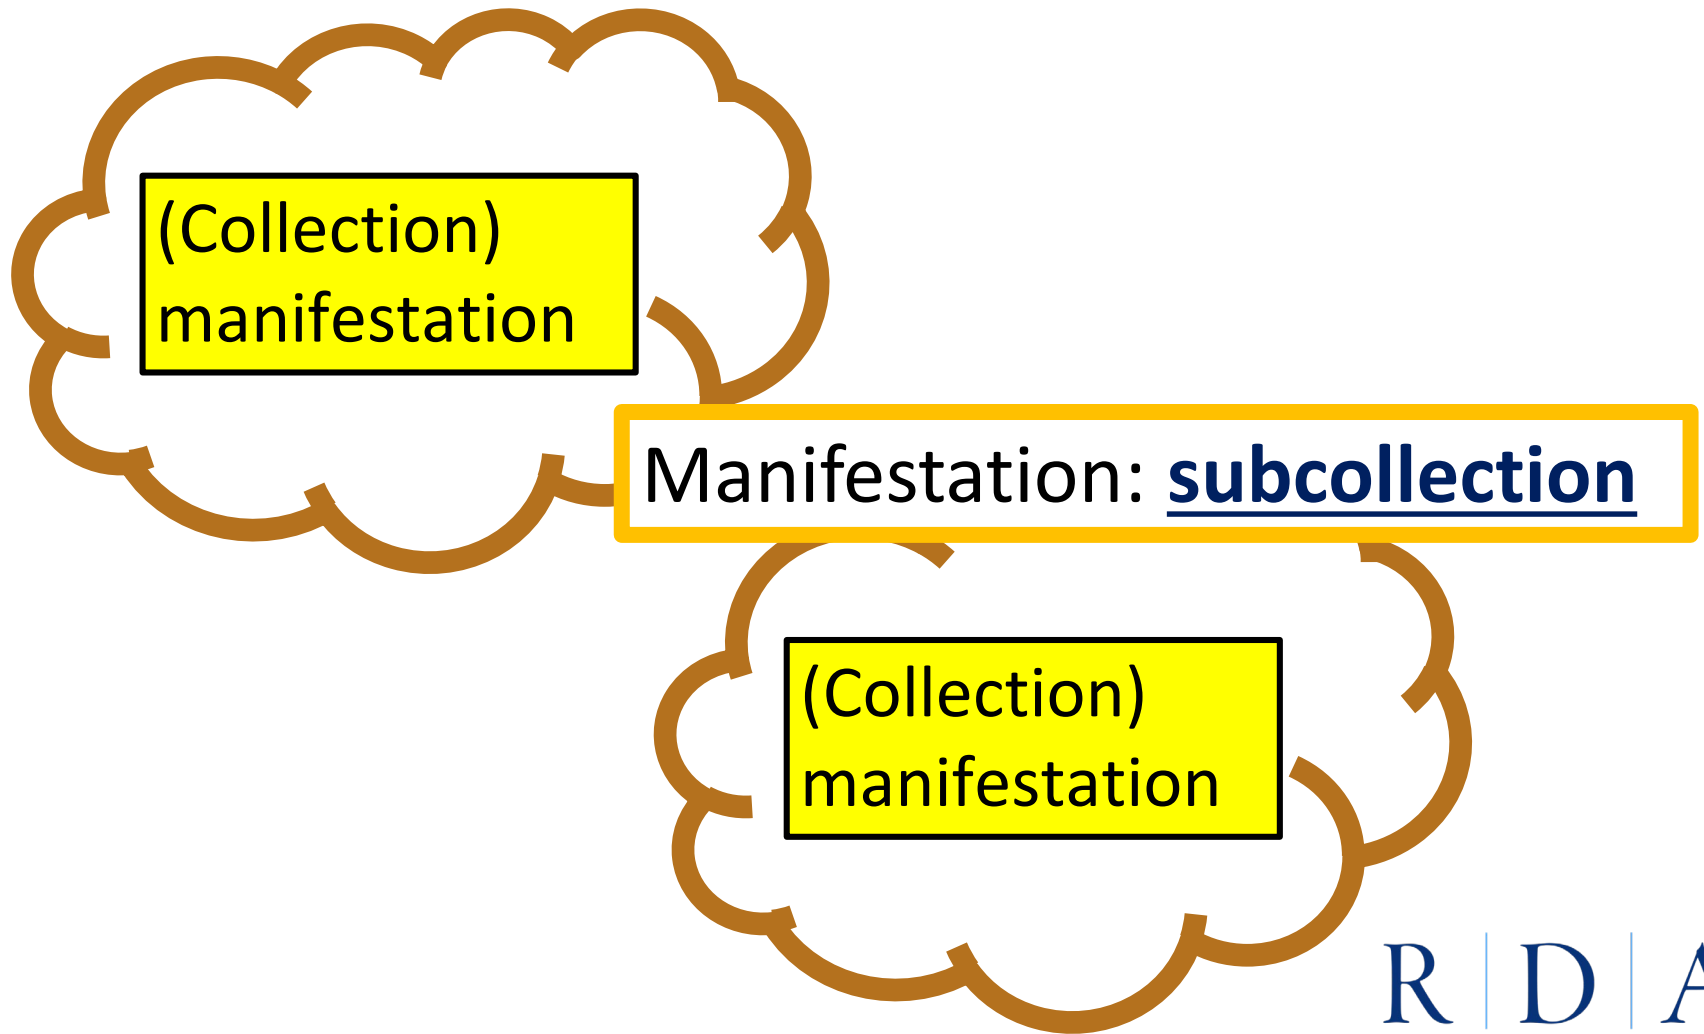 (Collection)
manifestation
Manifestation: subcollection
(Collection)
manifestation
R D A